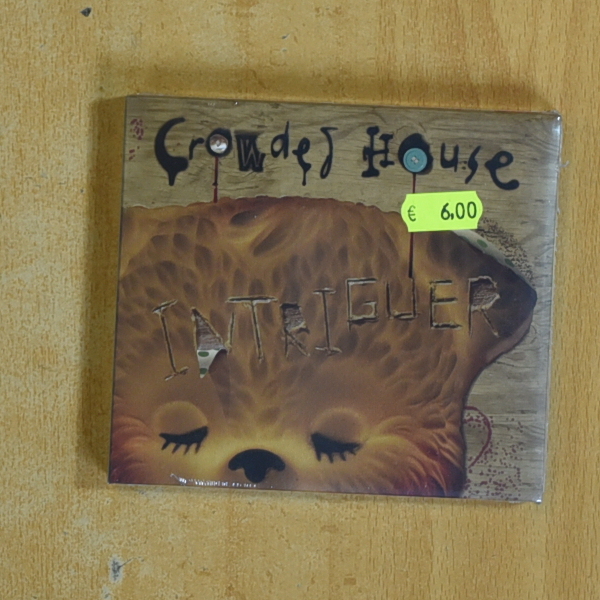 Crowded House
€ 6,00
INTRIGUER